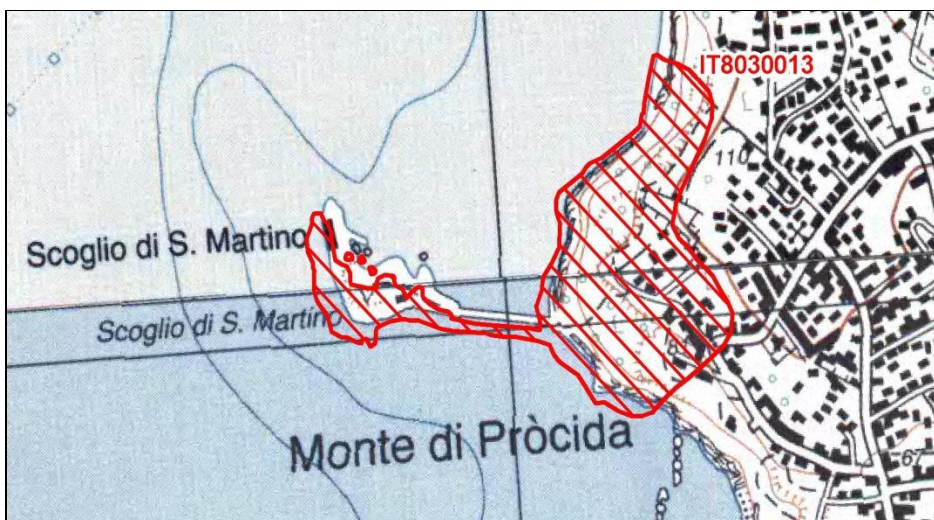 IT8030013
110
Scoglio di S. Martino
Scoglio di S. Martino
Monte di Pròcida
67